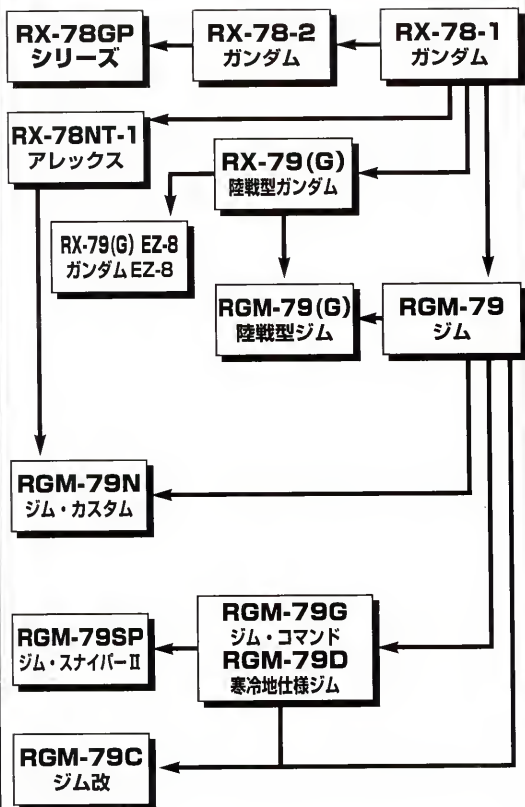 RX-78GP
シリーズ
RX-78-2
ガンダム
RX-78-1
ガンダム
RX-78NT-1
アレックス
RX-79(G)
陸戦型ガンダム
RX-79(G) EZ-8
ガンダムEZ-8
RGM-79(G)
陸戦型ジム
RGM-79
ジム
RGM-79N
ジム・カスタム
RGM-79G
ジム・コマンド
RGM-79D
寒冷地仕様ジム
RGM-79SP
ジム・スナイパーⅡ
RGM-79C
ジム改